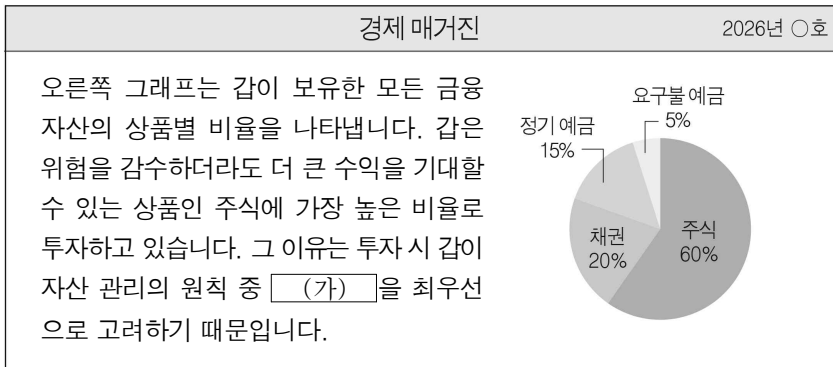 경제 매거진
2026년 ○호
오른쪽 그래프는 갑이 보유한 모든 금융
자산의 상품별 비율을 나타냅니다. 갑은
위험을 감수하더라도 더 큰 수익을 기대할
수 있는 상품인 주식에 가장 높은 비율로
투자하고 있습니다. 그 이유는 투자 시 갑이
자산 관리의 원칙 중 (가) 을 최우선
으로 고려하기 때문입니다.
요구불 예금
5%
정기 예금
15%
채권
20%
주식
60%